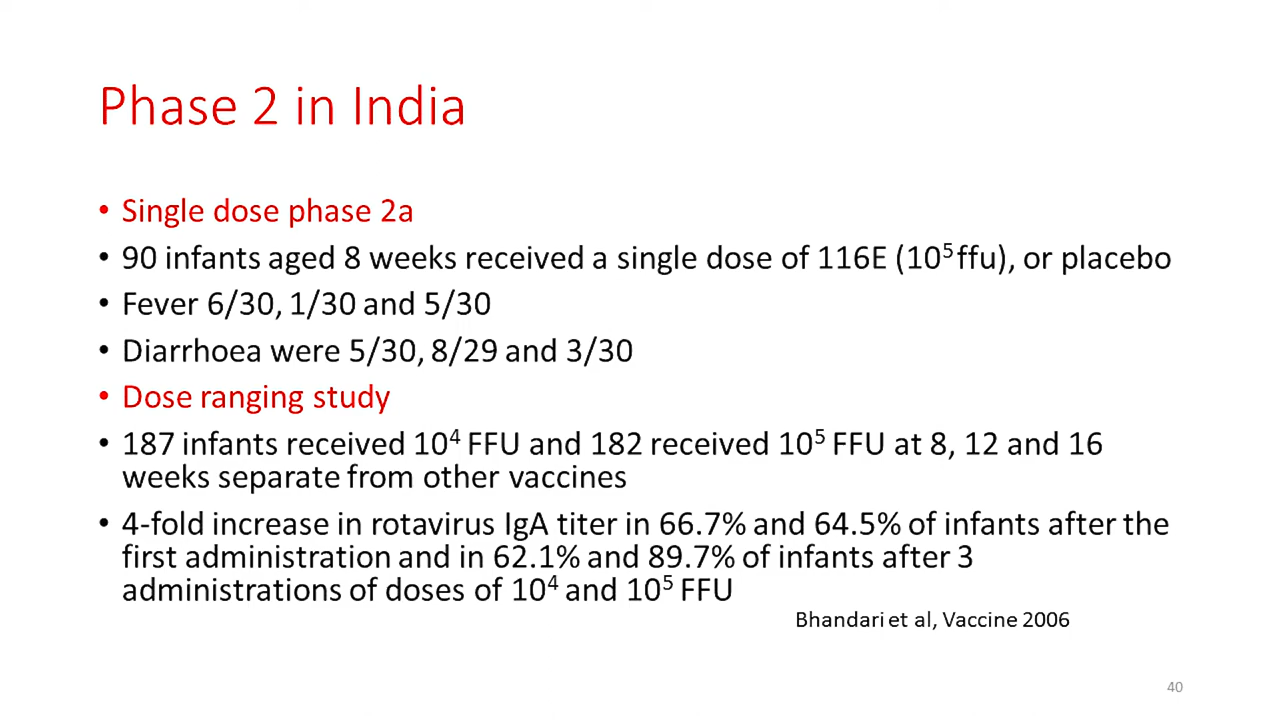 Phase 2 in India
• Single dose phase 2a
• 90 infants aged 8 weeks received a single dose of 116E (10⁵ ffu), or placebo
• Fever 6/30, 1/30 and 5/30
• Diarrhoea were 5/30, 8/29 and 3/30
• Dose ranging study
• 187 infants received 10⁴ FFU and 182 received 10⁵ FFU at 8, 12 and 16
weeks separate from other vaccines
• 4-fold increase in rotavirus IgA titer in 66.7% and 64.5% of infants after the
first administration and in 62.1% and 89.7% of infants after 3
administrations of doses of 10⁴ and 10⁵ FFU
Bhandari et al, Vaccine 2006
40